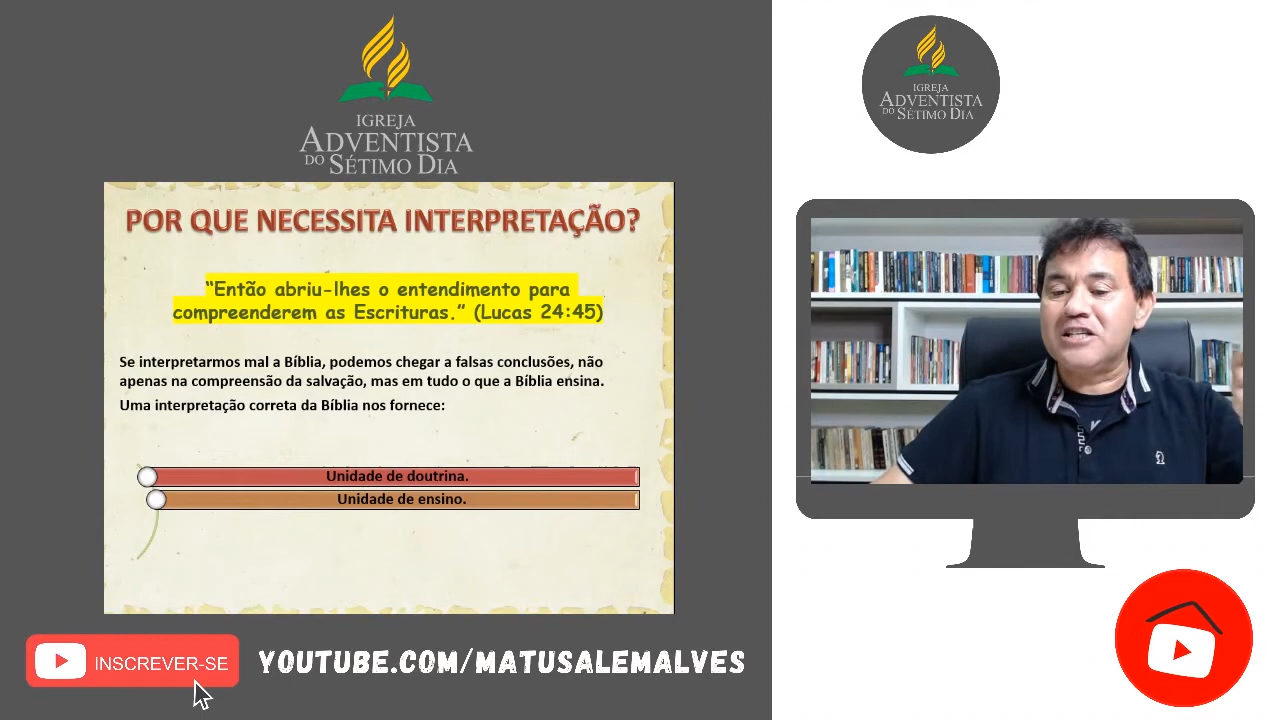 IGREJA
ADVENTISTA
DO SÉTIMO DIA
POR QUE NECESSITA INTERPRETAÇÃO?
“Então abriu-lhes o entendimento para
compreenderem as Escrituras.” (Lucas 24:45)
Se interpretarmos mal a Bíblia, podemos chegar a falsas conclusões, não
apenas na compreensão da salvação, mas em tudo o que a Bíblia ensina.
Uma interpretação correta da Bíblia nos fornece:
Unidade de doutrina.
Unidade de ensino.
INSCREVER-SE
YOUTUBE.COM/MATUSALEMALVES
IGREJA
ADVENTISTA
DO SÉTIMO DIA